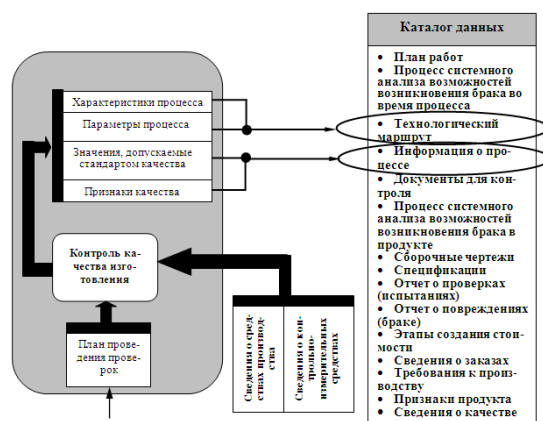 Характеристики процесса
Параметры процесса
Значения, допускаемые
стандартом качества
Признаки качества
Контроль ка-
чества изго-
товления
План прове-
дения прове-
рок
Сведения о сред-
ствах производ-
ства
Сведения о кон-
трольно-
измерительных
средствах
Каталог данных
• План работ
• Процесс системного
анализа возможностей
возникновения брака во
время процесса
• Технологический
маршрут
• Информация о про-
цессе
• Документы для кон-
троля
• Процесс системного
анализа возможностей
возникновения брака в
продукте
• Сборочные чертежи
• Спецификации
• Отчет о проверках
(испытаниях)
• Отчет о повреждениях
(браке)
• Этапы создания стои-
мости
• Сведения о заказах
• Требования к произ-
водству
• Признаки продукта
• Сведения о качестве